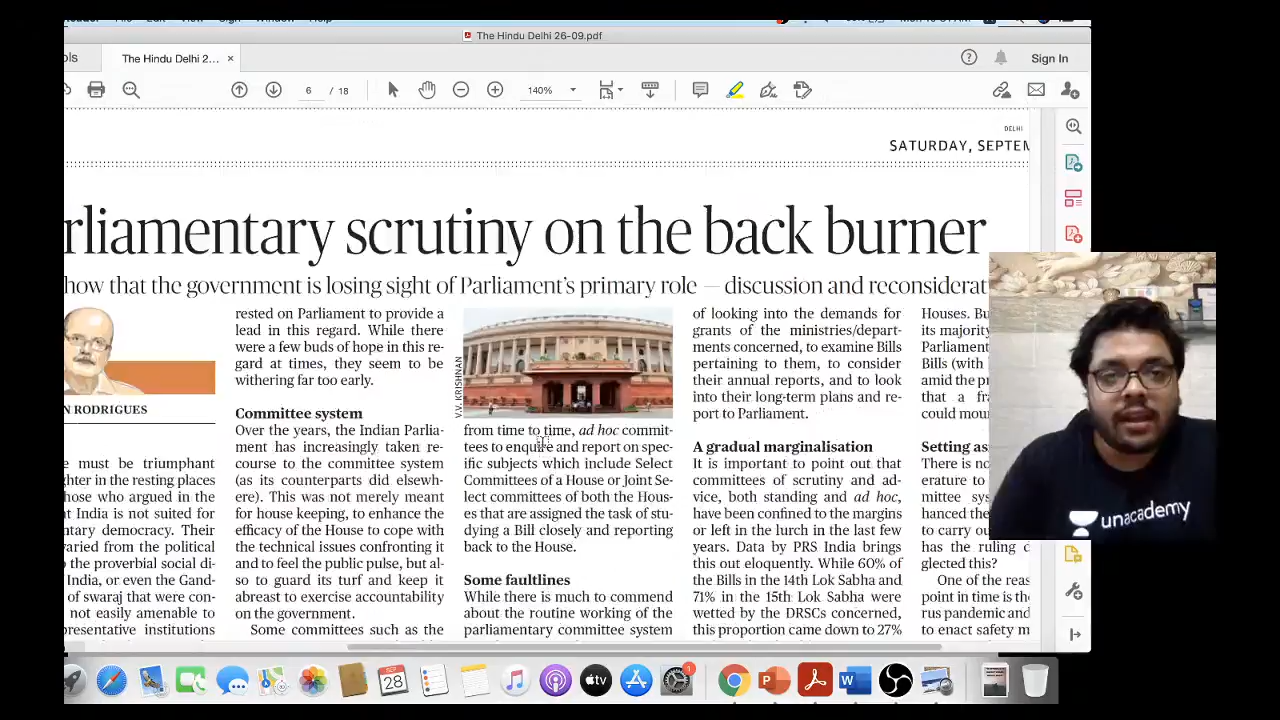 The Hindu Delhi 26-09.pdf
ols
The Hindu Delhi 2...
Sign In
6 / 18
140%
DELHI
SATURDAY, SEPTEM
rliamentary scrutiny on the back burner
how that the government is losing sight of Parliament's primary role — discussion and reconsiderat
N RODRIGUES
e must be triumphant
ghter in the resting places
hose who argued in the
t India is not suited for
ntary democracy. Their
varied from the political
o the proverbial social di-
India, or even the Gand-
of swaraj that were con-
not easily amenable to
presentative institutions
rested on Parliament to provide a
lead in this regard. While there
were a few buds of hope in this re-
gard at times, they seem to be
withering far too early.
Committee system
Over the years, the Indian Parlia-
ment has increasingly taken re-
course to the committee system
(as its counterparts did elsewh-
ere). This was not merely meant
for house keeping, to enhance the
efficacy of the House to cope with
the technical issues confronting it
and to feel the public pulse, but al-
so to guard its turf and keep it
abreast to exercise accountability
on the government.
Some committees such as the
V.V. KRISHNAN
from time to time, ad hoc commit-
tees to enquire and report on spec-
ific subjects which include Select
Committees of a House or Joint Se-
lect committees of both the Hous-
es that are assigned the task of stu-
dying a Bill closely and reporting
back to the House.
Some faultlines
While there is much to commend
about the routine working of the
parliamentary committee system
of looking into the demands for
grants of the ministries/depart-
ments concerned, to examine Bills
pertaining to them, to consider
their annual reports, and to look
into their long-term plans and re-
port to Parliament.
A gradual marginalisation
It is important to point out that
committees of scrutiny and ad-
vice, both standing and ad hoc,
have been confined to the margins
or left in the lurch in the last few
years. Data by PRS India brings
this out eloquently. While 60% of
the Bills in the 14th Lok Sabha and
71% in the 15th Lok Sabha were
wetted by the DRSCs concerned,
this proportion came down to 27%
Houses. Bu
its majority
Parliament
Bills (with
amid the pr
that a fra
could mou
Setting as
There is no
erature to
mittee sys
hanced the
to carry ou
has the ruling d
glected this?
One of the reas
point in time is the
rus pandemic and
to enact safety m
unacademy
SEP
28
tv
1